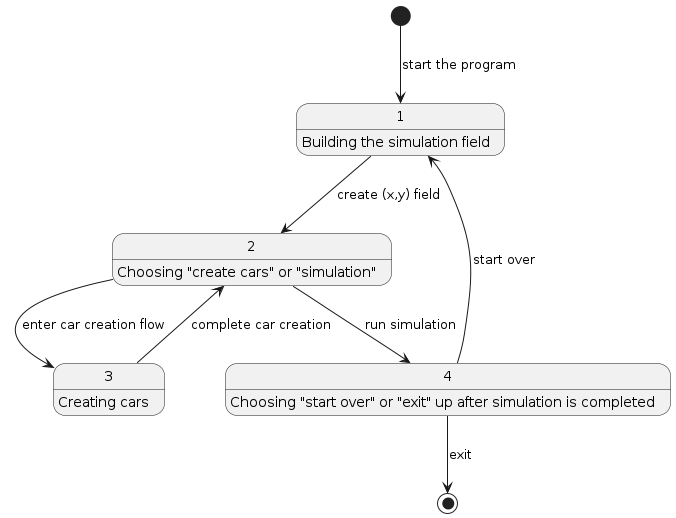 start the program
1
Building the simulation field
create (x,y) field
2
Choosing "create cars" or "simulation"
start over
enter car creation flow
complete car creation
run simulation
3
Creating cars
4
Choosing "start over" or "exit" up after simulation is completed
exit